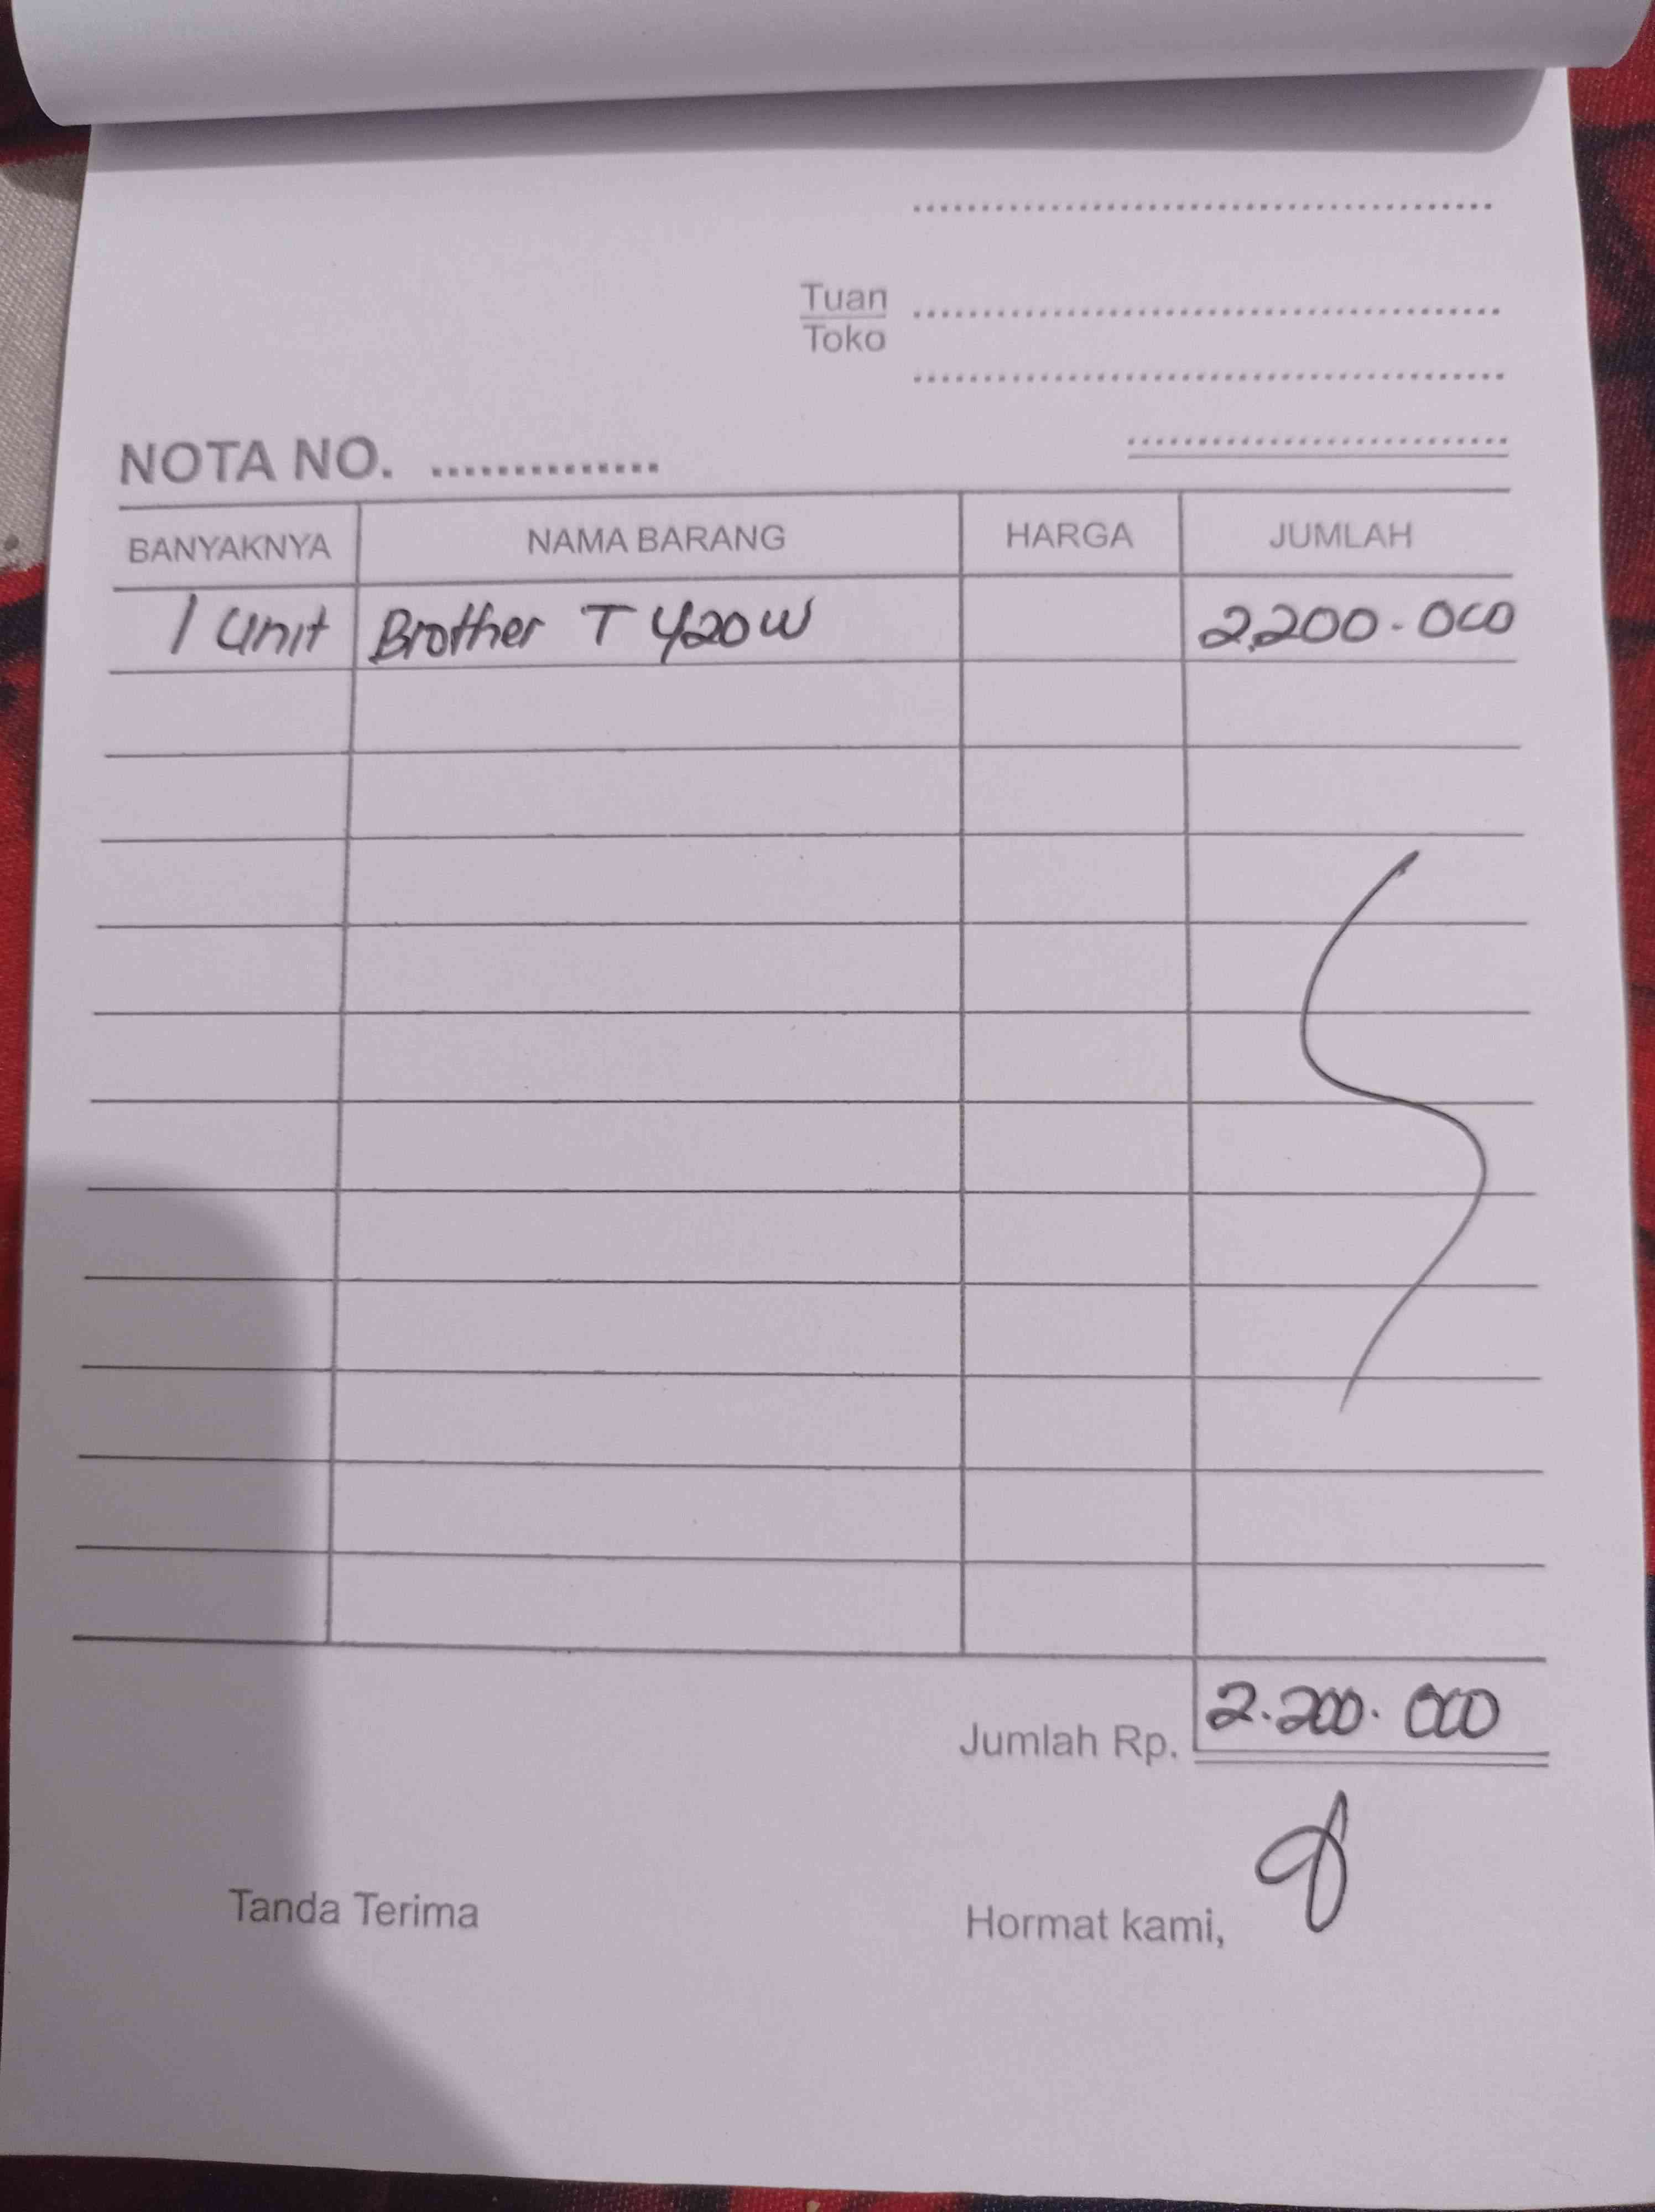 Tuan
Toko
NOTA NO. ..............
BANYAKNYA NAMA BARANG HARGA JUMLAH
1 Unit Brother T 420W 2.200.000
2.200.000
Jumlah Rp.
Tanda Terima Hormat kami,